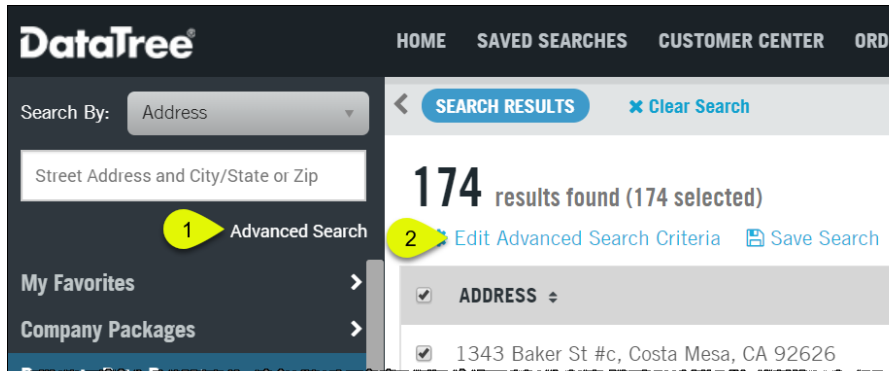 DataTree®
HOME SAVED SEARCHES CUSTOMER CENTER ORD
Search By: Address
SEARCH RESULTS ✖ Clear Search
Street Address and City/State or Zip
174 results found (174 selected)
1 Advanced Search
2 Edit Advanced Search Criteria Save Search
My Favorites
ADDRESS
Company Packages
1343 Baker St #c, Costa Mesa, CA 92626